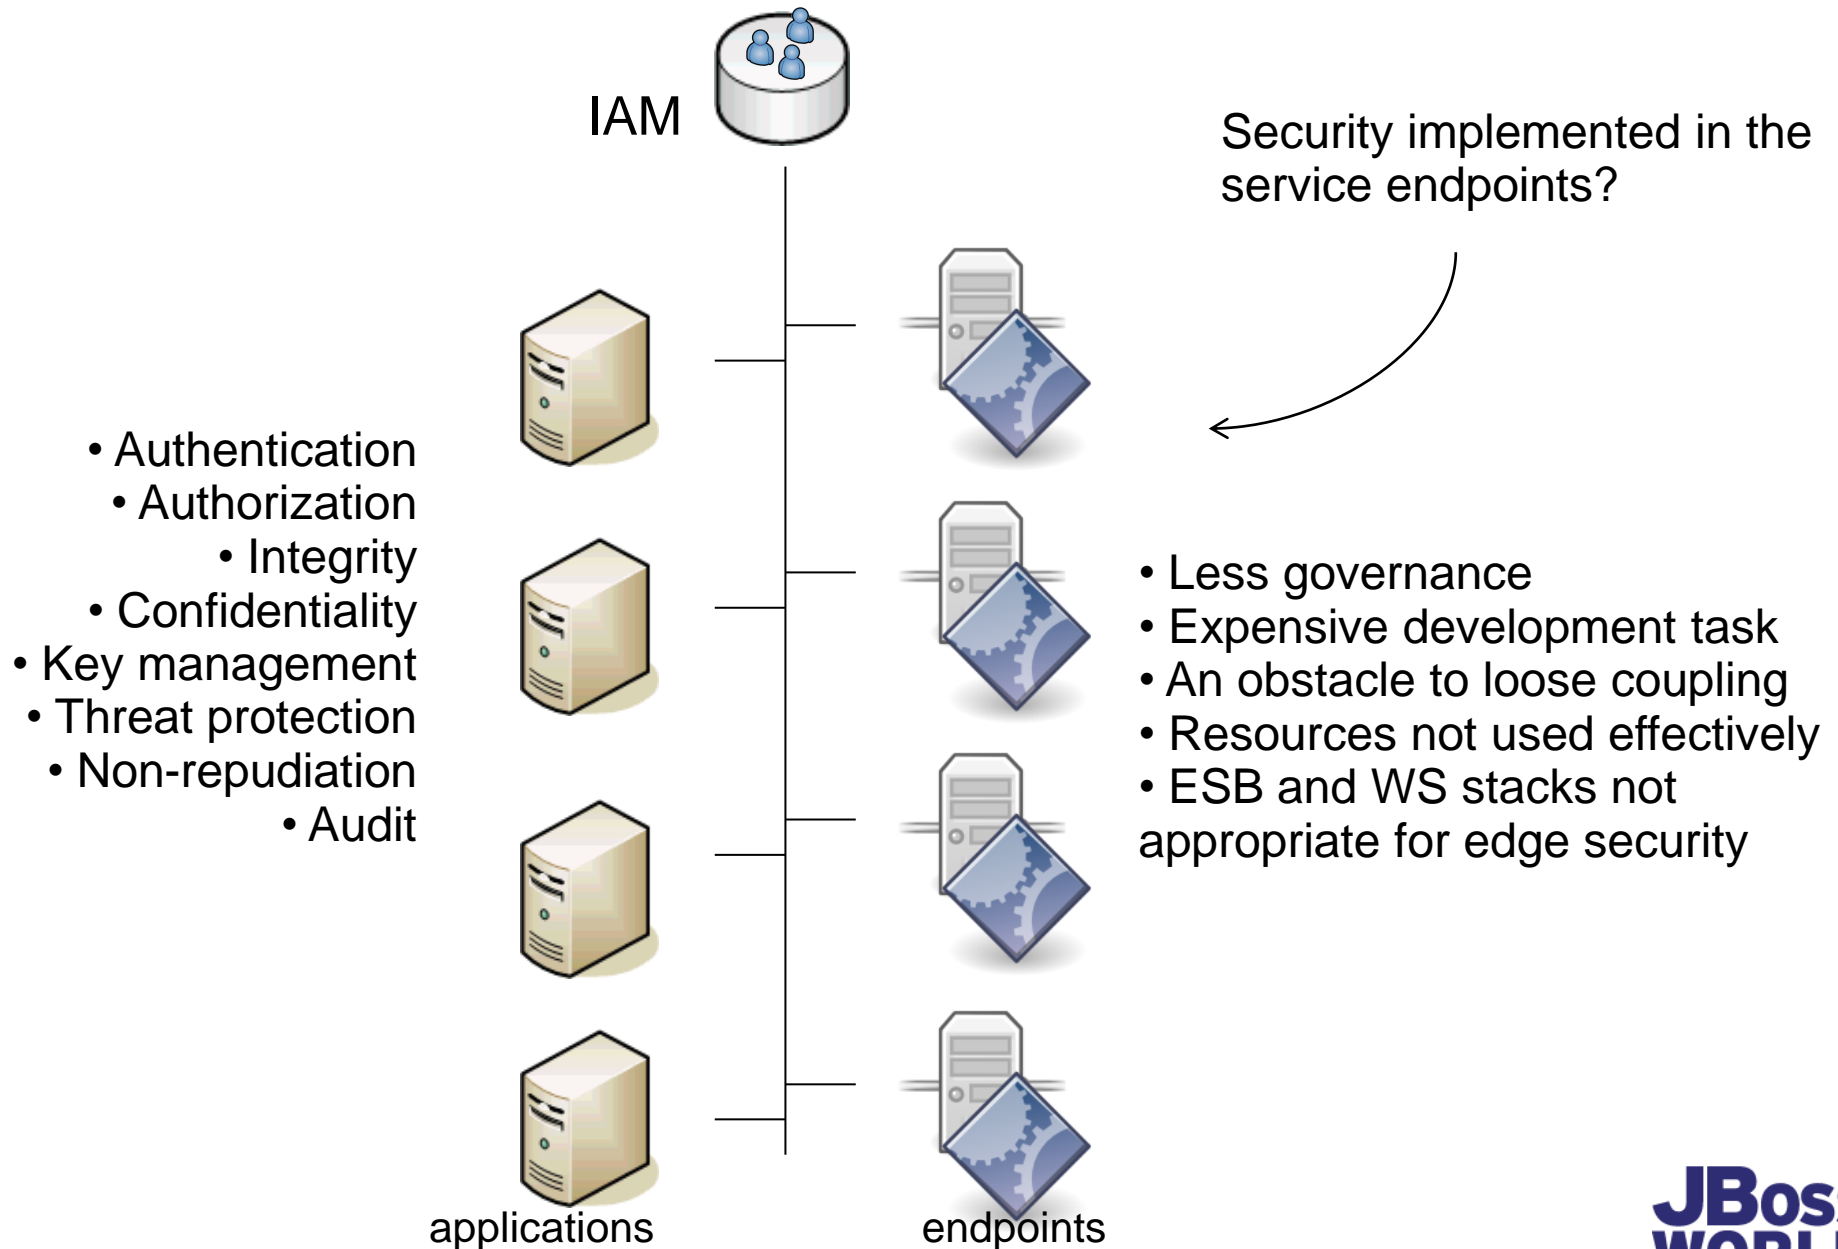 IAM
Security implemented in the
service endpoints?
• Authentication
• Authorization
• Integrity
• Confidentiality
• Key management
• Threat protection
• Non-repudiation
• Audit
• Less governance
• Expensive development task
• An obstacle to loose coupling
• Resources not used effectively
• ESB and WS stacks not
appropriate for edge security
applications
endpoints